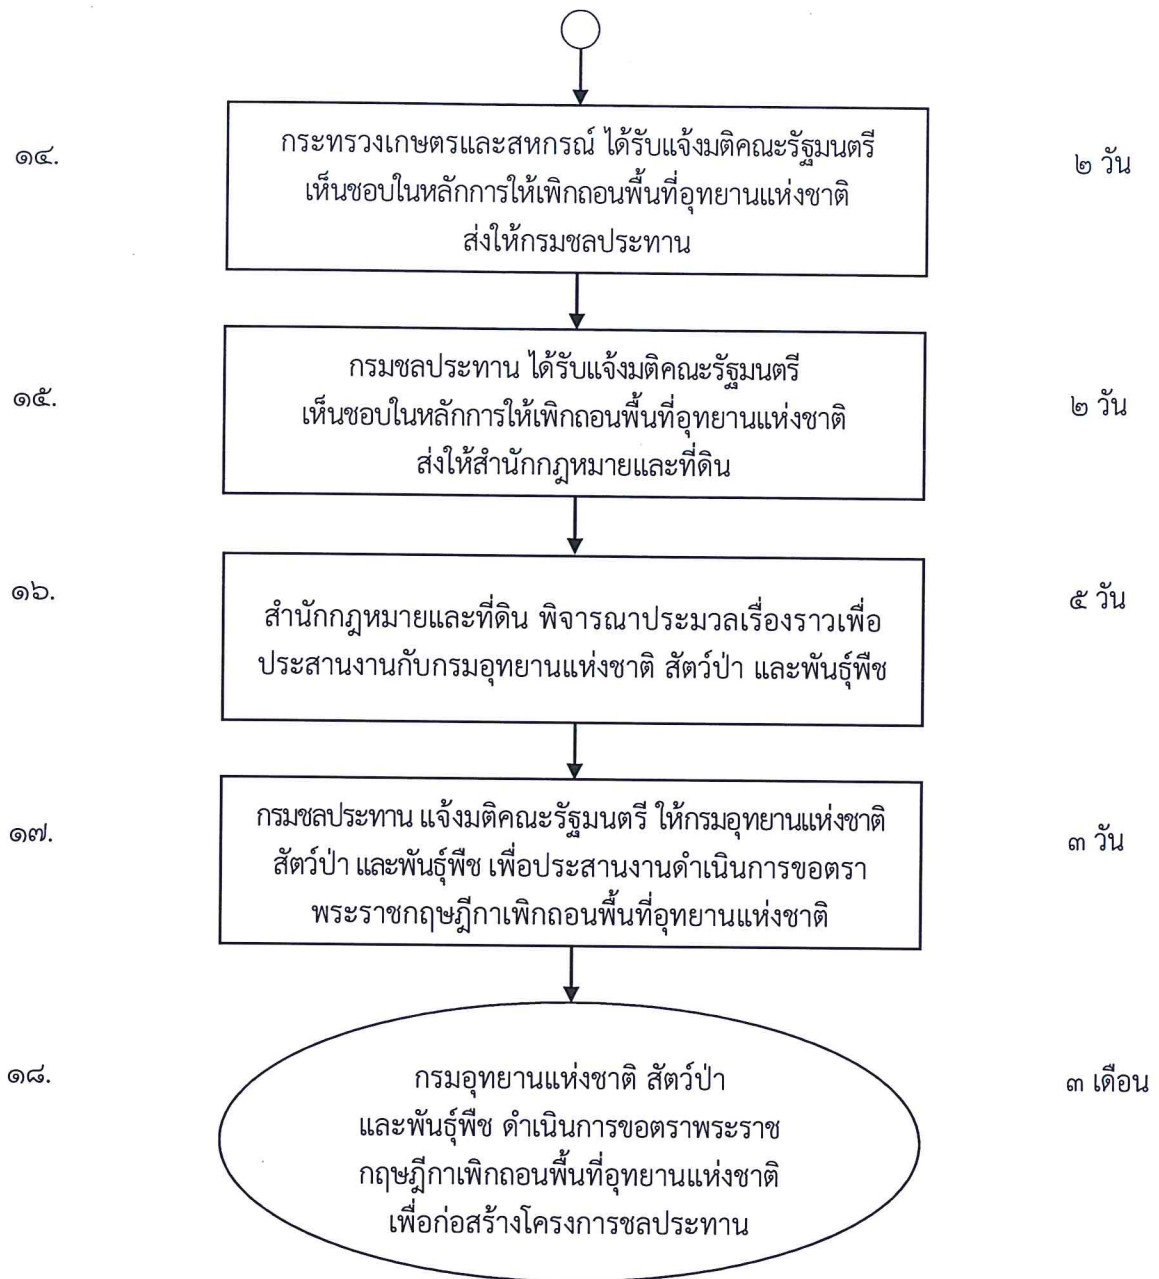 ๑๔.
กระทรวงเกษตรและสหกรณ์ ได้รับแจ้งมติคณะรัฐมนตรี
เห็นชอบในหลักการให้เพิกถอนพื้นที่อุทยานแห่งชาติ
ส่งให้กรมชลประทาน
๒ วัน
๑๕.
กรมชลประทาน ได้รับแจ้งมติคณะรัฐมนตรี
เห็นชอบในหลักการให้เพิกถอนพื้นที่อุทยานแห่งชาติ
ส่งให้สำนักกฎหมายและที่ดิน
๒ วัน
๑๖.
สำนักกฎหมายและที่ดิน พิจารณาประมวลเรื่องราวเพื่อ
ประสานงานกับกรมอุทยานแห่งชาติ สัตว์ป่า และพันธุ์พืช
๕ วัน
๑๗.
กรมชลประทาน แจ้งมติคณะรัฐมนตรี ให้กรมอุทยานแห่งชาติ
สัตว์ป่า และพันธุ์พืช เพื่อประสานงานดำเนินการขอตรา
พระราชกฤษฎีกาเพิกถอนพื้นที่อุทยานแห่งชาติ
๓ วัน
๑๘.
กรมอุทยานแห่งชาติ สัตว์ป่า
และพันธุ์พืช ดำเนินการขอตราพระราช
กฤษฎีกาเพิกถอนพื้นที่อุทยานแห่งชาติ
เพื่อก่อสร้างโครงการชลประทาน
๓ เดือน